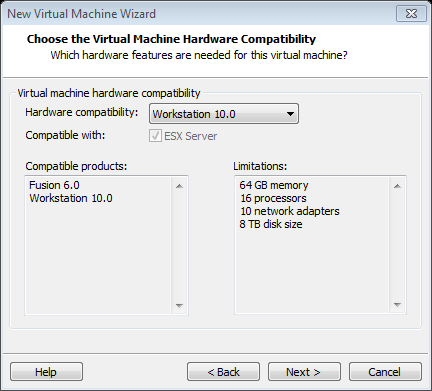 New Virtual Machine Wizard
Choose the Virtual Machine Hardware Compatibility
Which hardware features are needed for this virtual machine?
Virtual machine hardware compatibility
Hardware compatibility: Workstation 10.0
Compatible with: ESX Server
Compatible products:
Fusion 6.0
Workstation 10.0
Limitations:
64 GB memory
16 processors
10 network adapters
8 TB disk size
Help < Back Next > Cancel